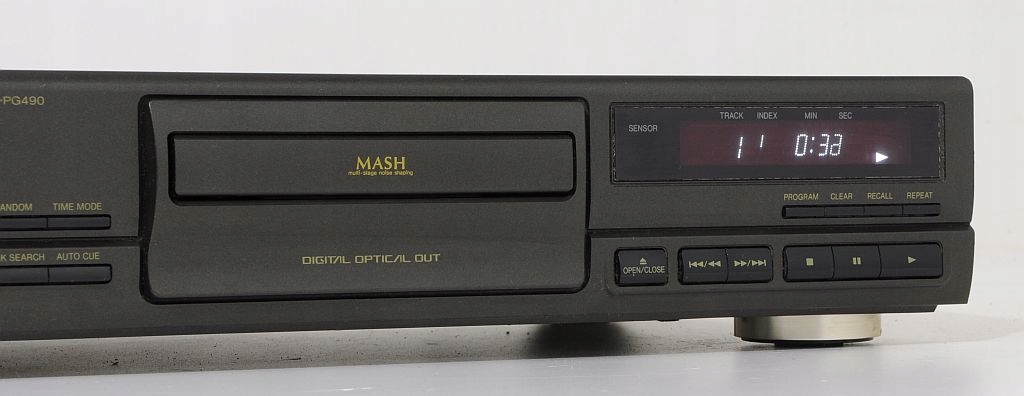 -PG490
ANDOM TIME MODE
K SEARCH AUTO CUE
MASH
multi-stage noise shaping
DIGITAL OPTICAL OUT
SENSOR
TRACK INDEX MIN SEC
1 1 0:32
PROGRAM CLEAR RECALL REPEAT
OPEN/CLOSE